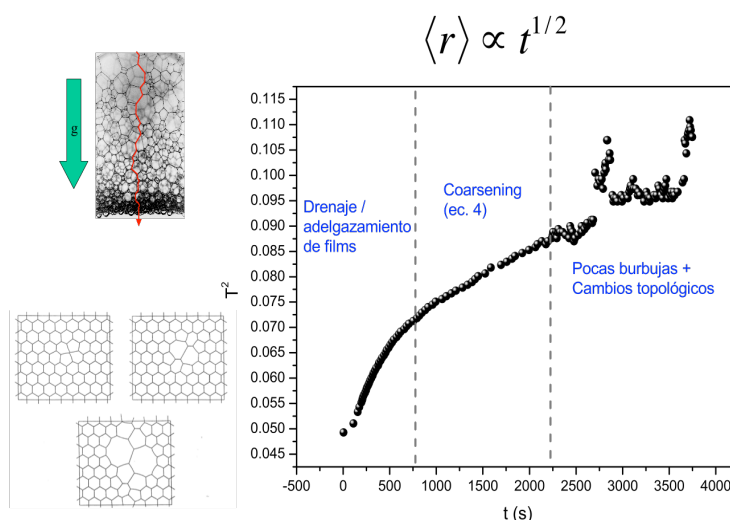 ⟨r⟩ ∝ t^{1/2}
g
0.115
0.110
0.105
0.100
0.095
0.090
0.085
0.080
0.075
0.070
0.065
0.060
0.055
0.050
0.045
T²
Drenaje /
adelgazamiento
de films
Coarsening
(ec. 4)
Pocas burbujas +
Cambios topológicos
-500 0 500 1000 1500 2000 2500 3000 3500 4000
t (s)